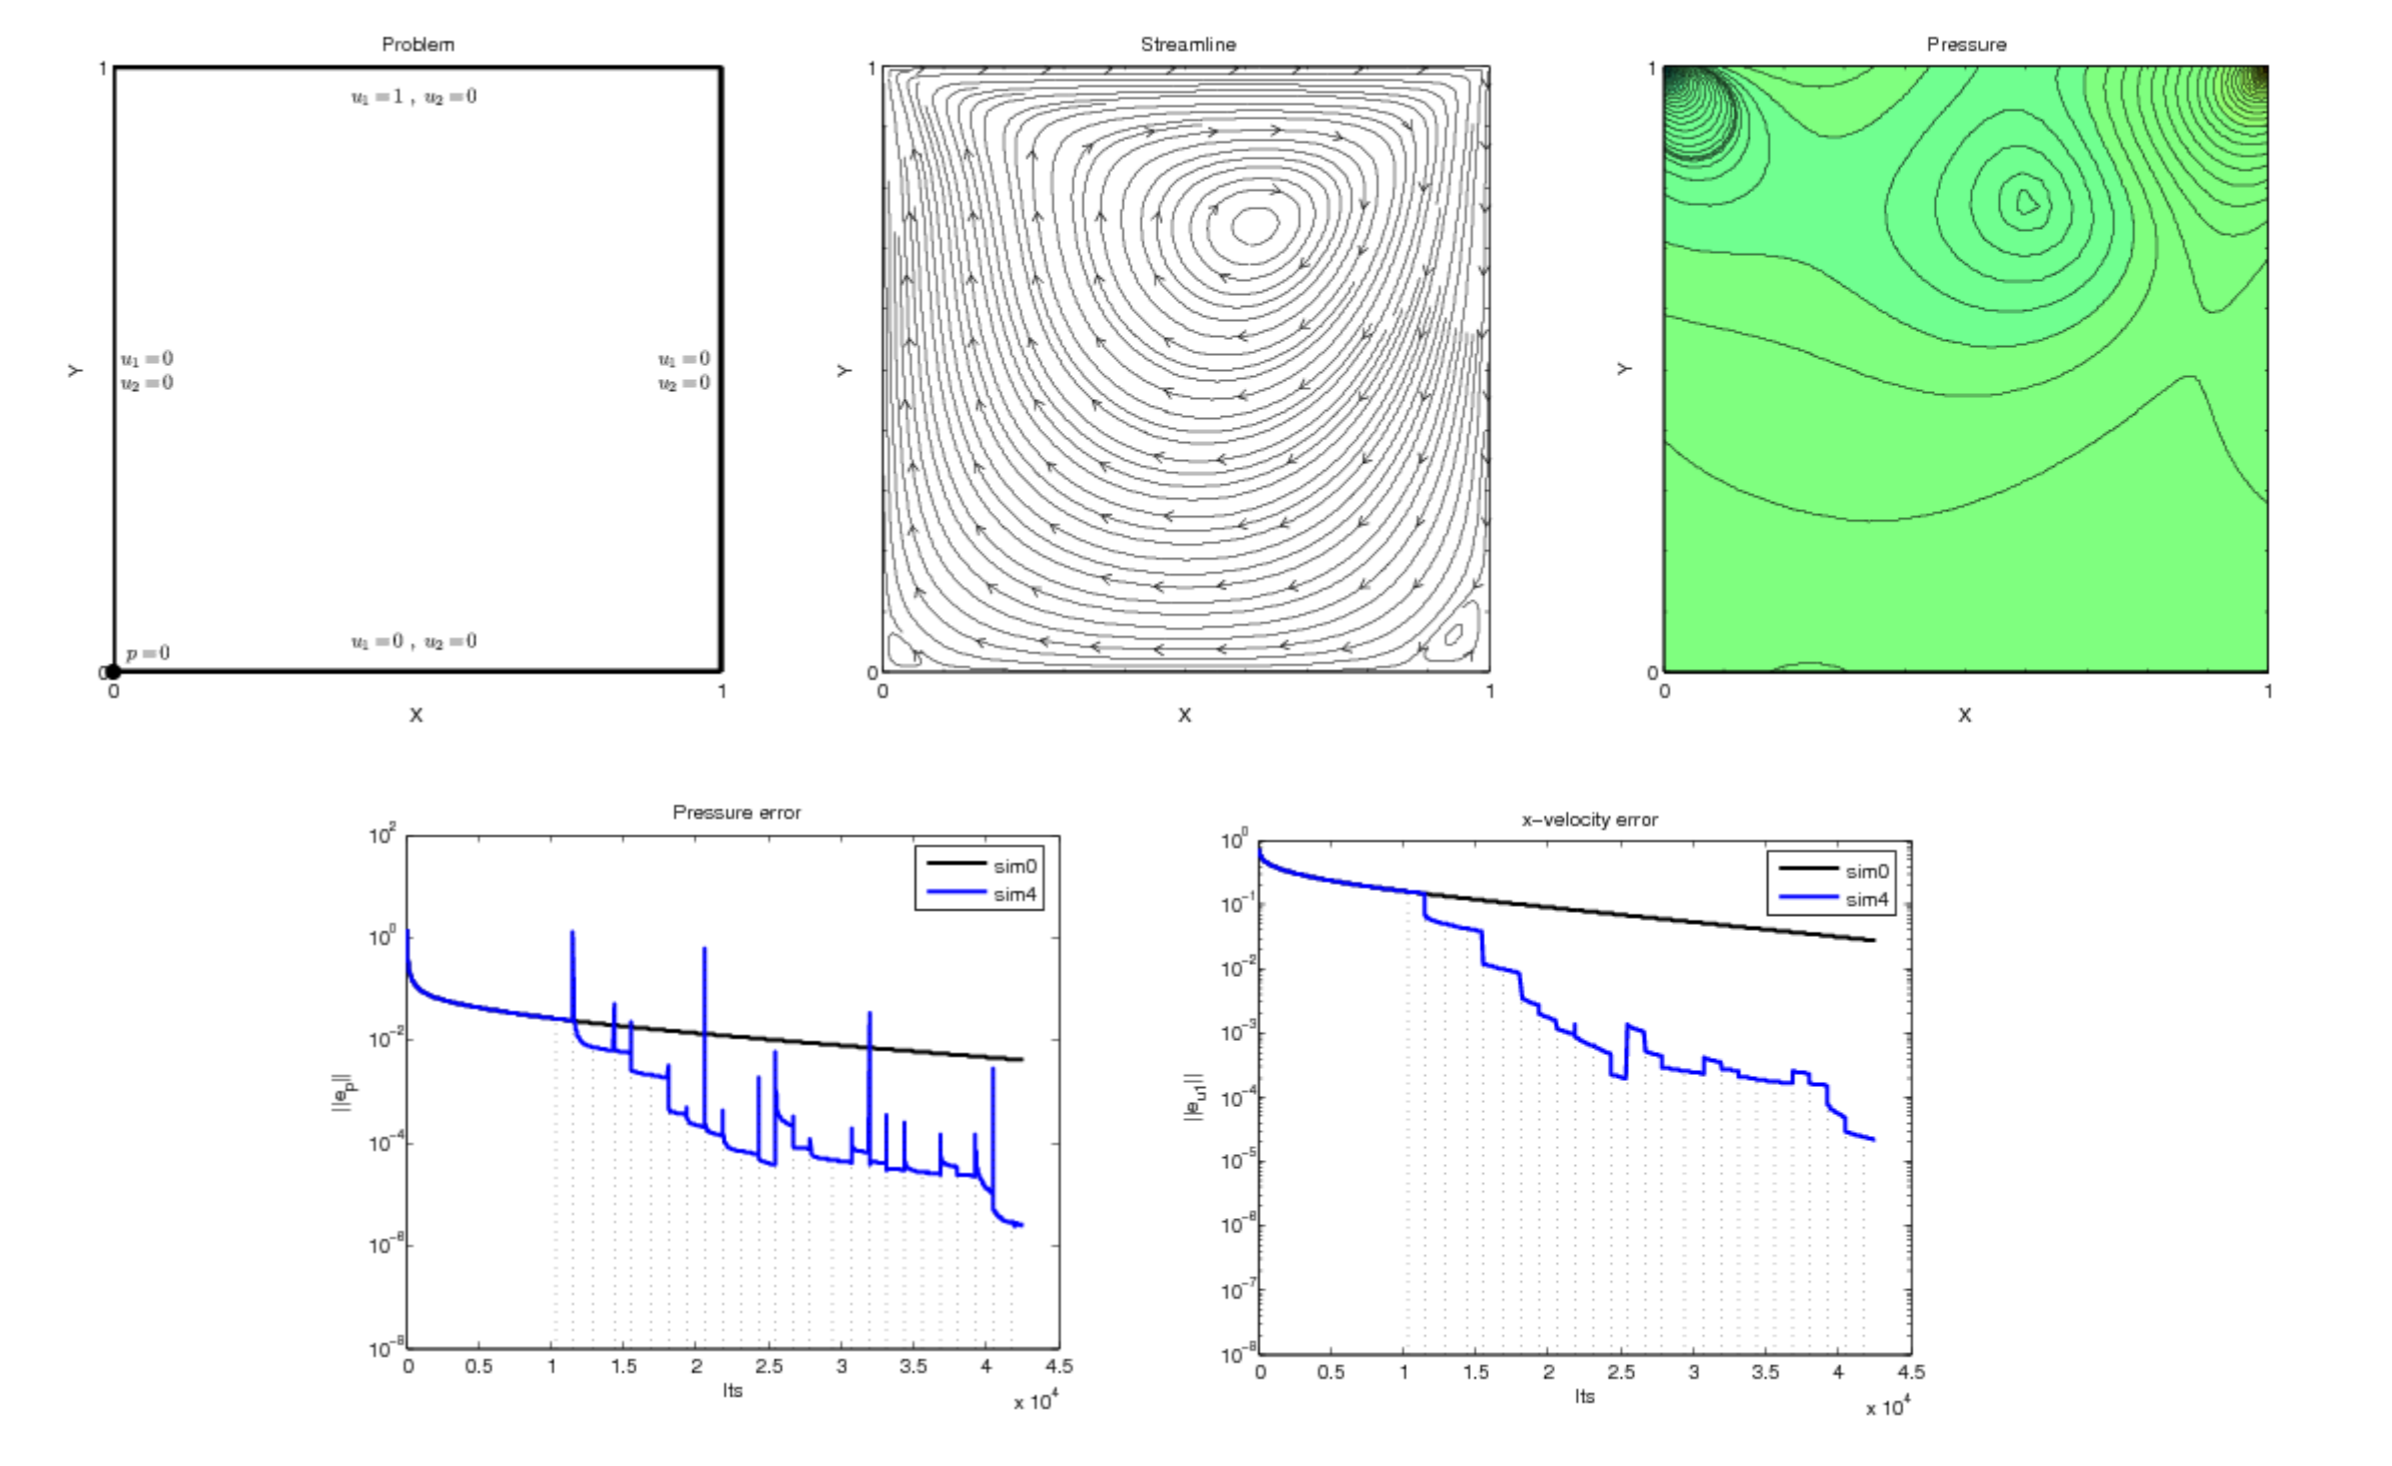 Problem
1
u₁ = 1 , u₂ = 0
Y
u₁ = 0
u₂ = 0
u₁ = 0
u₂ = 0
u₁ = 0 , u₂ = 0
p = 0
0
0
1
X
Streamline
1
Y
0
0
1
X
Pressure
1
Y
0
0
1
X
Pressure error
10²
10⁰
10⁻²
10⁻⁴
10⁻⁶
10⁻⁸
||eₚ||
sim0
sim4
0 0.5 1 1.5 2 2.5 3 3.5 4 4.5
Its
x 10⁴
x-velocity error
10⁰
10⁻¹
10⁻²
10⁻³
10⁻⁴
10⁻⁵
10⁻⁶
10⁻⁷
10⁻⁸
||eᵤ₁||
sim0
sim4
0 0.5 1 1.5 2 2.5 3 3.5 4 4.5
Its
x 10⁴